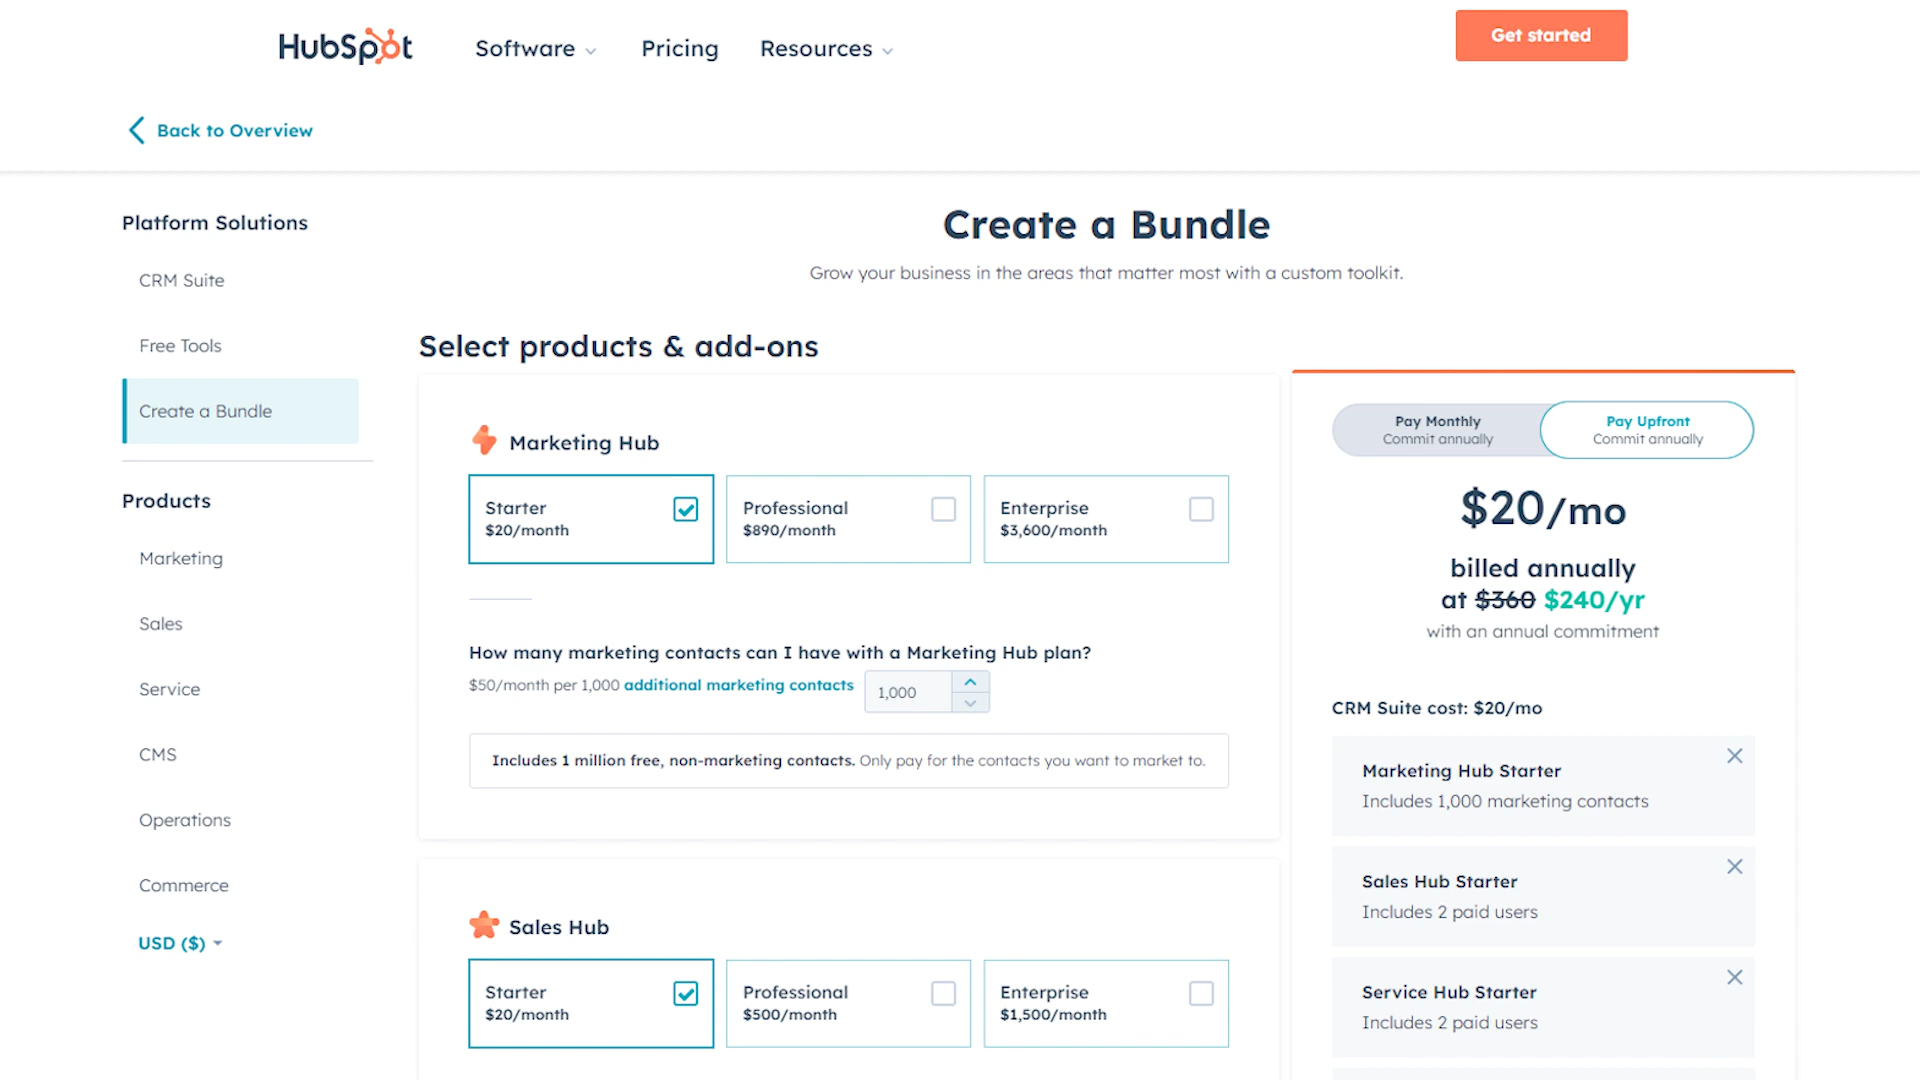 HubSpot
Software
Pricing
Resources
Get started
Back to Overview
Platform Solutions
CRM Suite
Free Tools
Create a Bundle
Products
Marketing
Sales
Service
CMS
Operations
Commerce
USD ($)
Create a Bundle
Grow your business in the areas that matter most with a custom toolkit.
Select products & add-ons
Marketing Hub
Starter
$20/month
Professional
$890/month
Enterprise
$3,600/month
How many marketing contacts can I have with a Marketing Hub plan?
$50/month per 1,000 additional marketing contacts
1,000
Includes 1 million free, non-marketing contacts. Only pay for the contacts you want to market to.
Sales Hub
Starter
$20/month
Professional
$500/month
Enterprise
$1,500/month
Pay Monthly
Commit annually
Pay Upfront
Commit annually
$20/mo
billed annually
at $360 $240/yr
with an annual commitment
CRM Suite cost: $20/mo
Marketing Hub Starter
Includes 1,000 marketing contacts
Sales Hub Starter
Includes 2 paid users
Service Hub Starter
Includes 2 paid users